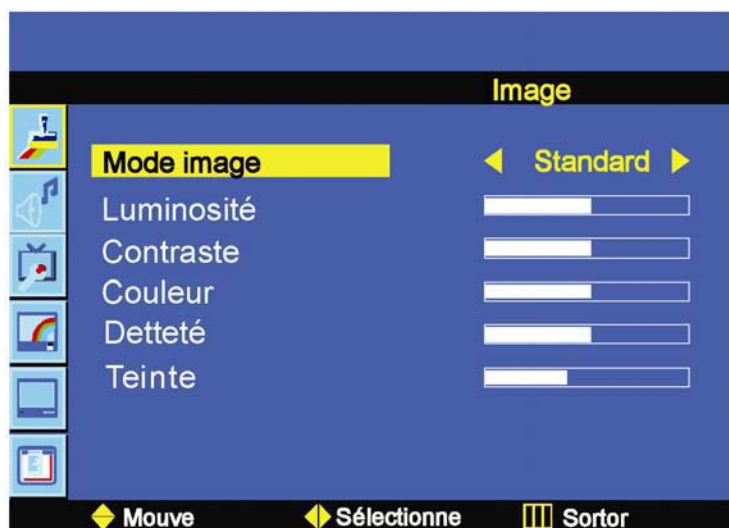 Image
Mode image Standard
Luminosité
Contraste
Couleur
Detteté
Teinte
Mouve Sélectionne Sortor